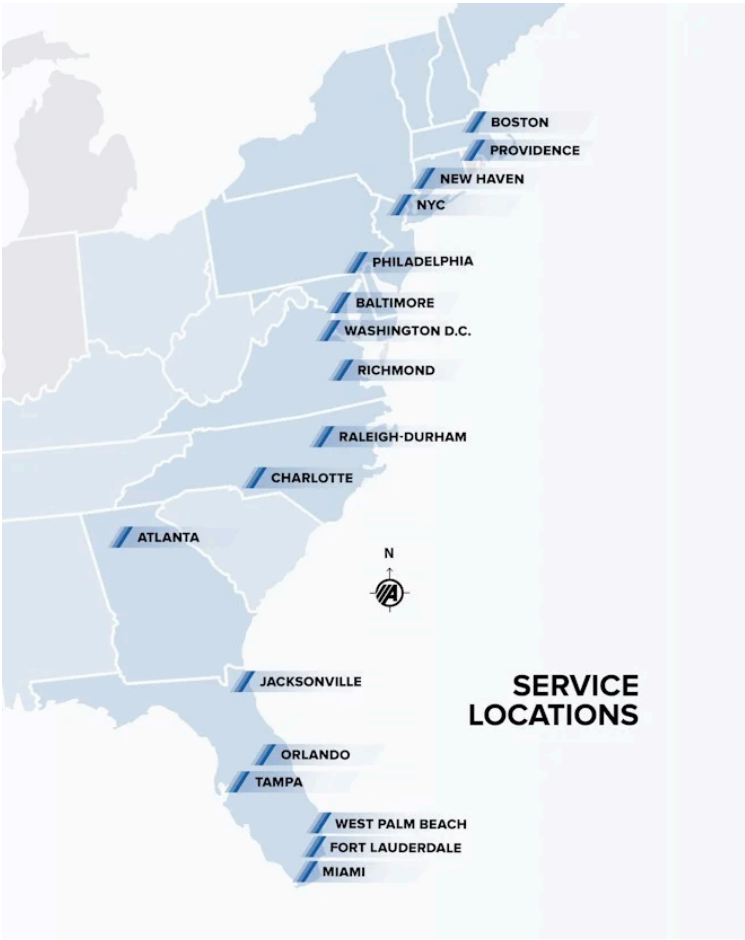 BOSTON
PROVIDENCE
NEW HAVEN
NYC
PHILADELPHIA
BALTIMORE
WASHINGTON D.C.
RICHMOND
RALEIGH-DURHAM
CHARLOTTE
ATLANTA
N
A
JACKSONVILLE
SERVICE
LOCATIONS
ORLANDO
TAMPA
WEST PALM BEACH
FORT LAUDERDALE
MIAMI